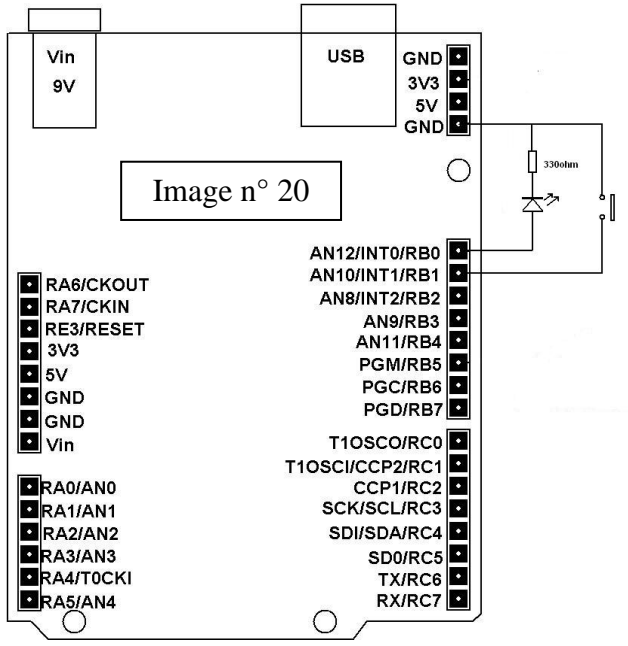 Vin
9V
USB
GND
3V3
5V
GND
330ohm
Image n° 20
AN12/INT0/RB0
AN10/INT1/RB1
AN8/INT2/RB2
AN9/RB3
AN11/RB4
PGM/RB5
PGC/RB6
PGD/RB7
RA6/CKOUT
RA7/CKIN
RE3/RESET
3V3
5V
GND
GND
Vin
T1OSCO/RC0
T1OSCI/CCP2/RC1
CCP1/RC2
SCK/SCL/RC3
SDI/SDA/RC4
SD0/RC5
TX/RC6
RX/RC7
RA0/AN0
RA1/AN1
RA2/AN2
RA3/AN3
RA4/T0CKI
RA5/AN4